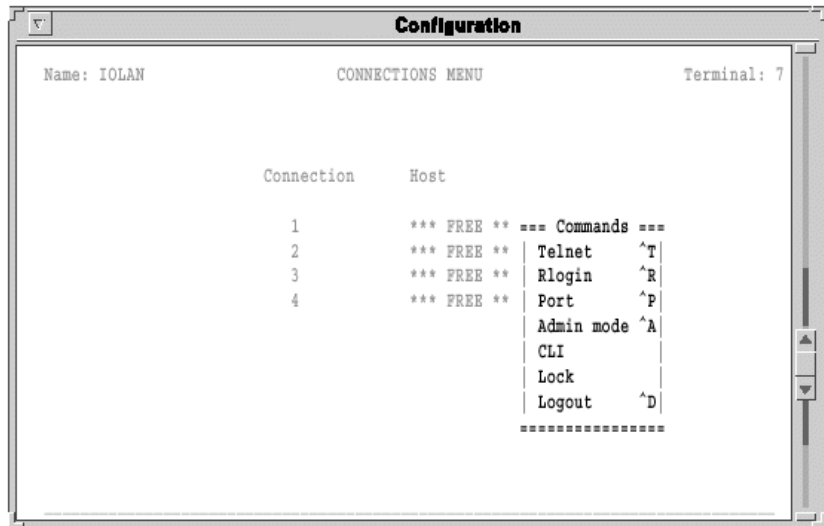 Configuration
Name: IOLAN CONNECTIONS MENU Terminal: 7
Connection Host
1 *** FREE ** === Commands ===
2 *** FREE ** | Telnet ^T|
3 *** FREE ** | Rlogin ^R|
4 *** FREE ** | Port ^P|
| Admin mode ^A|
| CLI |
| Lock |
| Logout ^D|
================